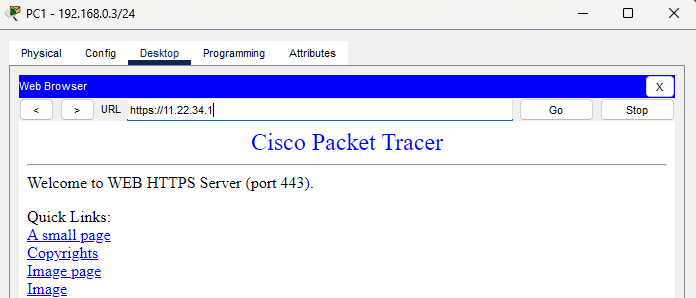 PC1 - 192.168.0.3/24
Physical Config Desktop Programming Attributes
Web Browser X
< > URL https://11.22.34.1 Go Stop
Cisco Packet Tracer
Welcome to WEB HTTPS Server (port 443).
Quick Links:
A small page
Copyrights
Image page
Image